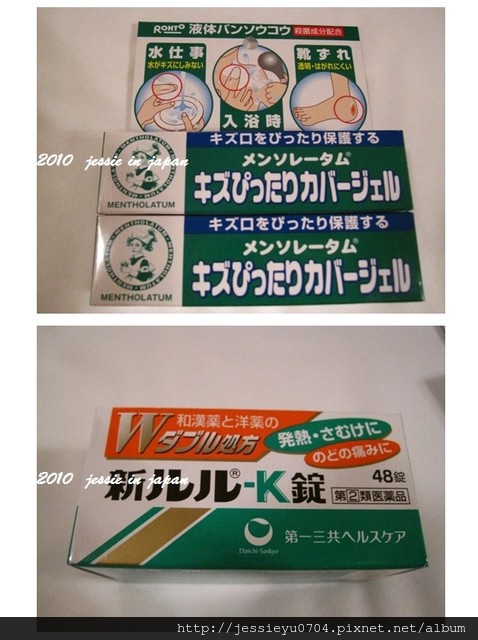 ROHTO 液体バンソウコウ 殺菌成分配合
水仕事
水がキズにしみない
靴ずれ
透明・はがれにくい
入浴時
キズ口をぴったり保護する
メンソレータム®
キズぴったりカバージェル
MENTHOLATUM
2010 jessie in japan
キズ口をぴったり保護する
メンソレータム®
キズぴったりカバージェル
MENTHOLATUM
和漢薬と洋薬の
Wダブル処方
発熱・さむけに
のどの痛みに
新ルル®-K錠
48錠
指定②類医薬品
2010 jessie in japan
Daiichi-Sankyo
第一三共ヘルスケア
http://jessieyu0704.pixnet.net/album